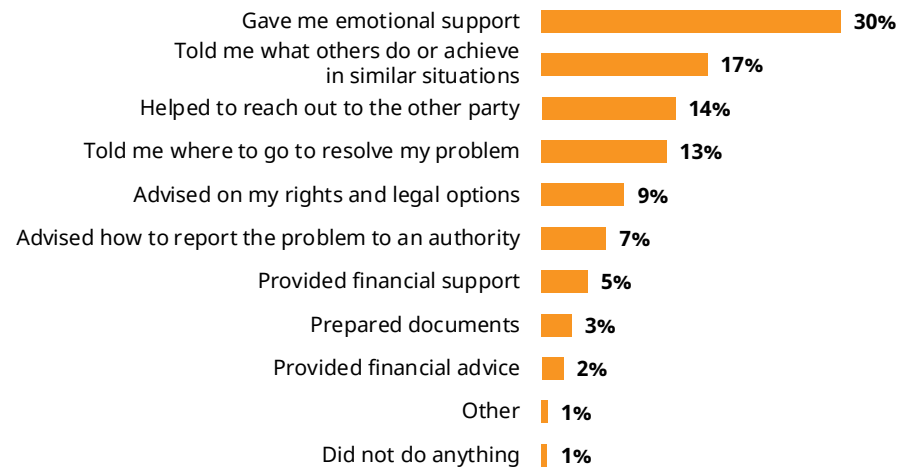 Gave me emotional support 30%
Told me what others do or achieve
in similar situations 17%
Helped to reach out to the other party 14%
Told me where to go to resolve my problem 13%
Advised on my rights and legal options 9%
Advised how to report the problem to an authority 7%
Provided financial support 5%
Prepared documents 3%
Provided financial advice 2%
Other 1%
Did not do anything 1%